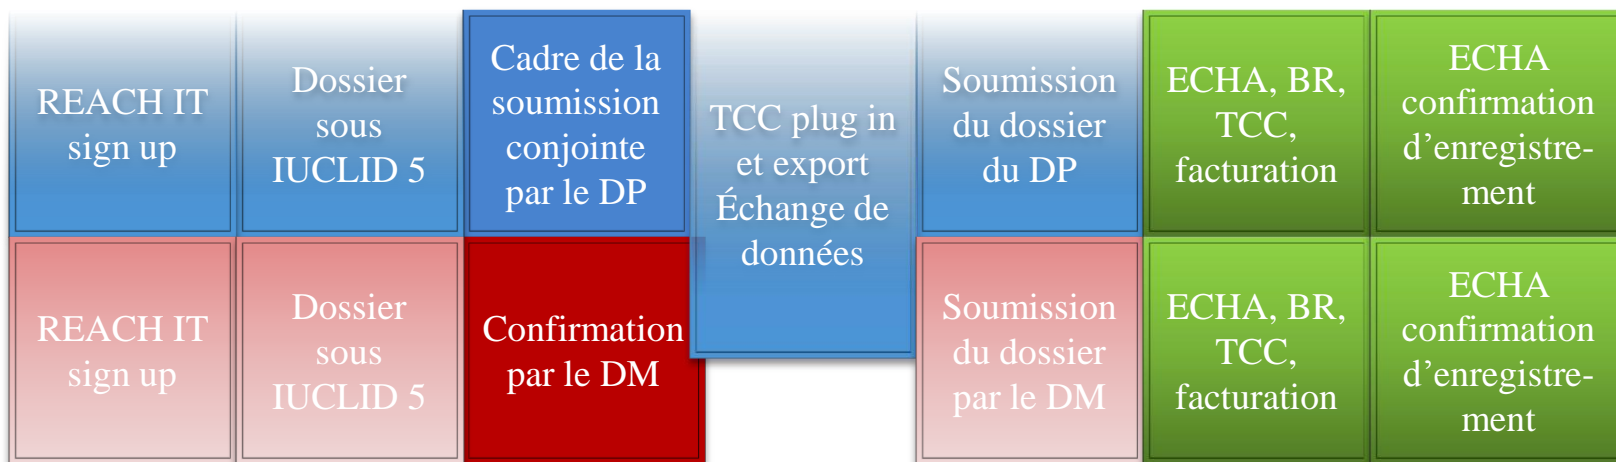 REACH IT
sign up
Dossier
sous
IUCLID 5
Cadre de la
soumission
conjointe
par le DP
TCC plug in
et export
Échange de
données
Soumission
du dossier
du DP
ECHA, BR,
TCC,
facturation
ECHA
confirmation
d’enregistre-
ment
REACH IT
sign up
Dossier
sous
IUCLID 5
Confirmation
par le DM
Soumission
du dossier
par le DM
ECHA, BR,
TCC,
facturation
ECHA
confirmation
d’enregistre-
ment